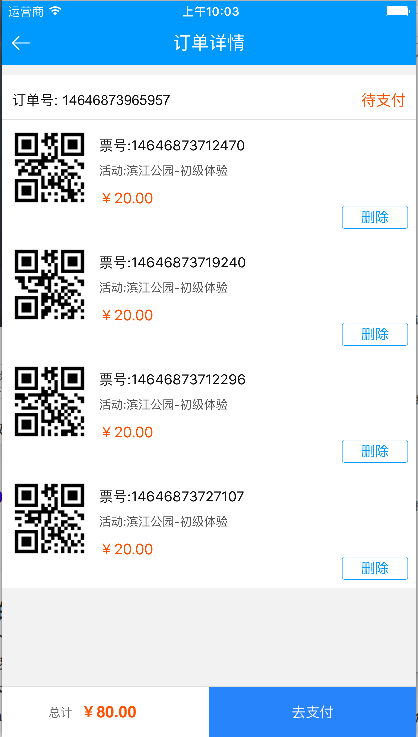 运营商 上午10:03
订单详情
订单号: 14646873965957 待支付
票号:14646873712470
活动:滨江公园-初级体验
￥20.00
删除
票号:14646873719240
活动:滨江公园-初级体验
￥20.00
删除
票号:14646873712296
活动:滨江公园-初级体验
￥20.00
删除
票号:14646873727107
活动:滨江公园-初级体验
￥20.00
删除
总计 ￥80.00 去支付